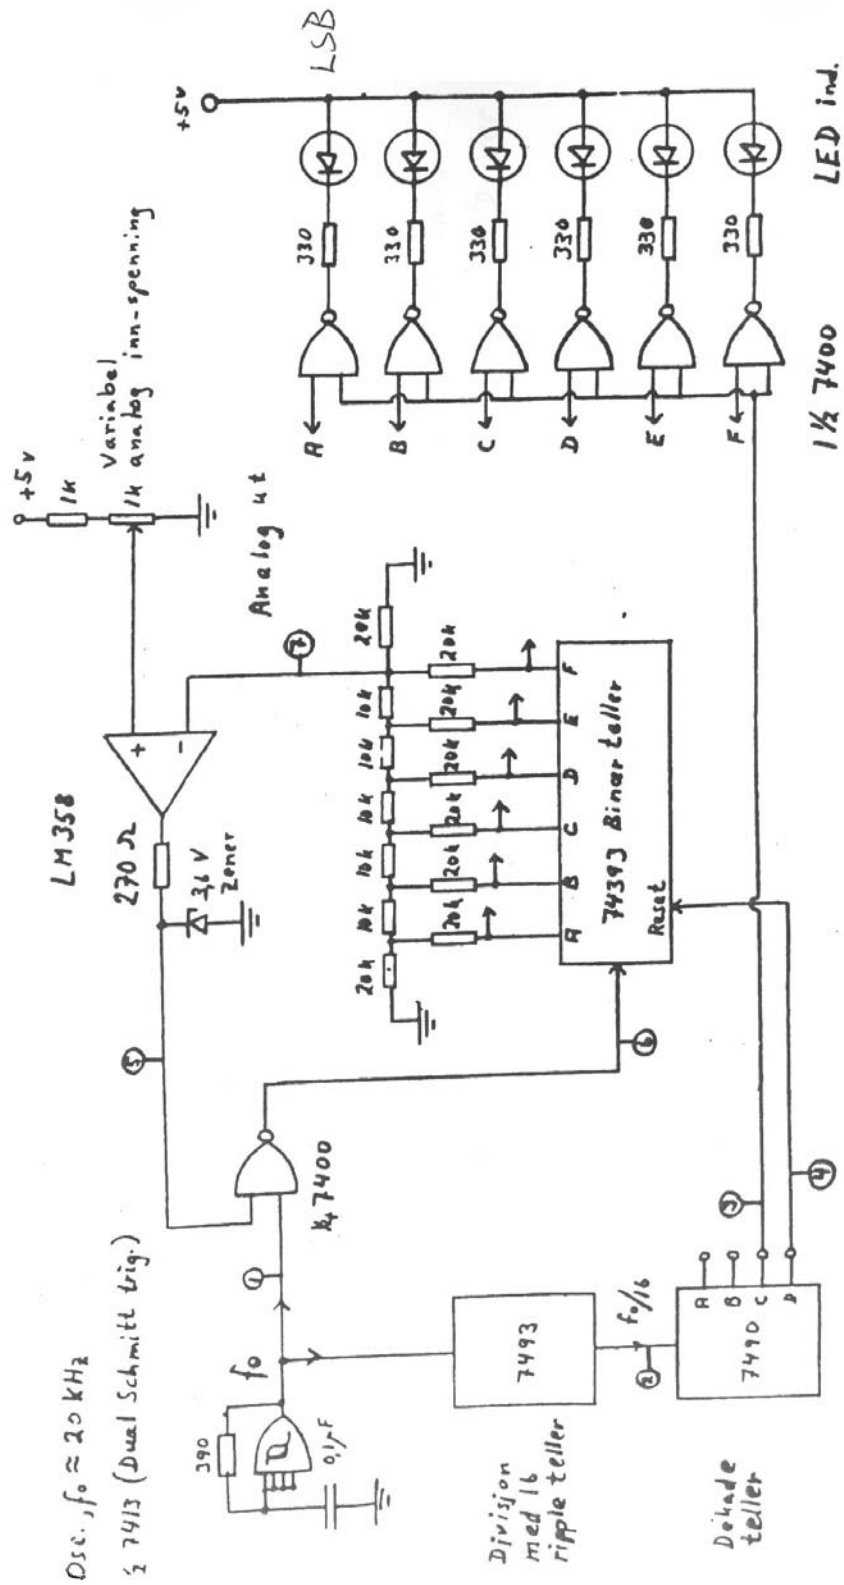 Osc., f₀ ≈ 20 KHz
½ 7413 (Dual Schmitt trig.)
390
0,1µF
f₀
1
¼ 7400
5
270 Ω
3,6 V
Zener
LM358
+
−
+5v
1k
Variabel
1k analog inn-spenning
7
Analog ut
20k
10k
10k
10k
10k
10k
20k
20k
20k
20k
20k
20k
20k
A
B
C
D
E
F
74393 Binær teller
Reset
6
7493
Division
med 16
ripple teller
f₀/16
2
7490
A
B
C
D
Dekade
teller
3
4
+5v
LSB
330
330
330
330
330
330
A
B
C
D
E
F
1½ 7400
LED ind.